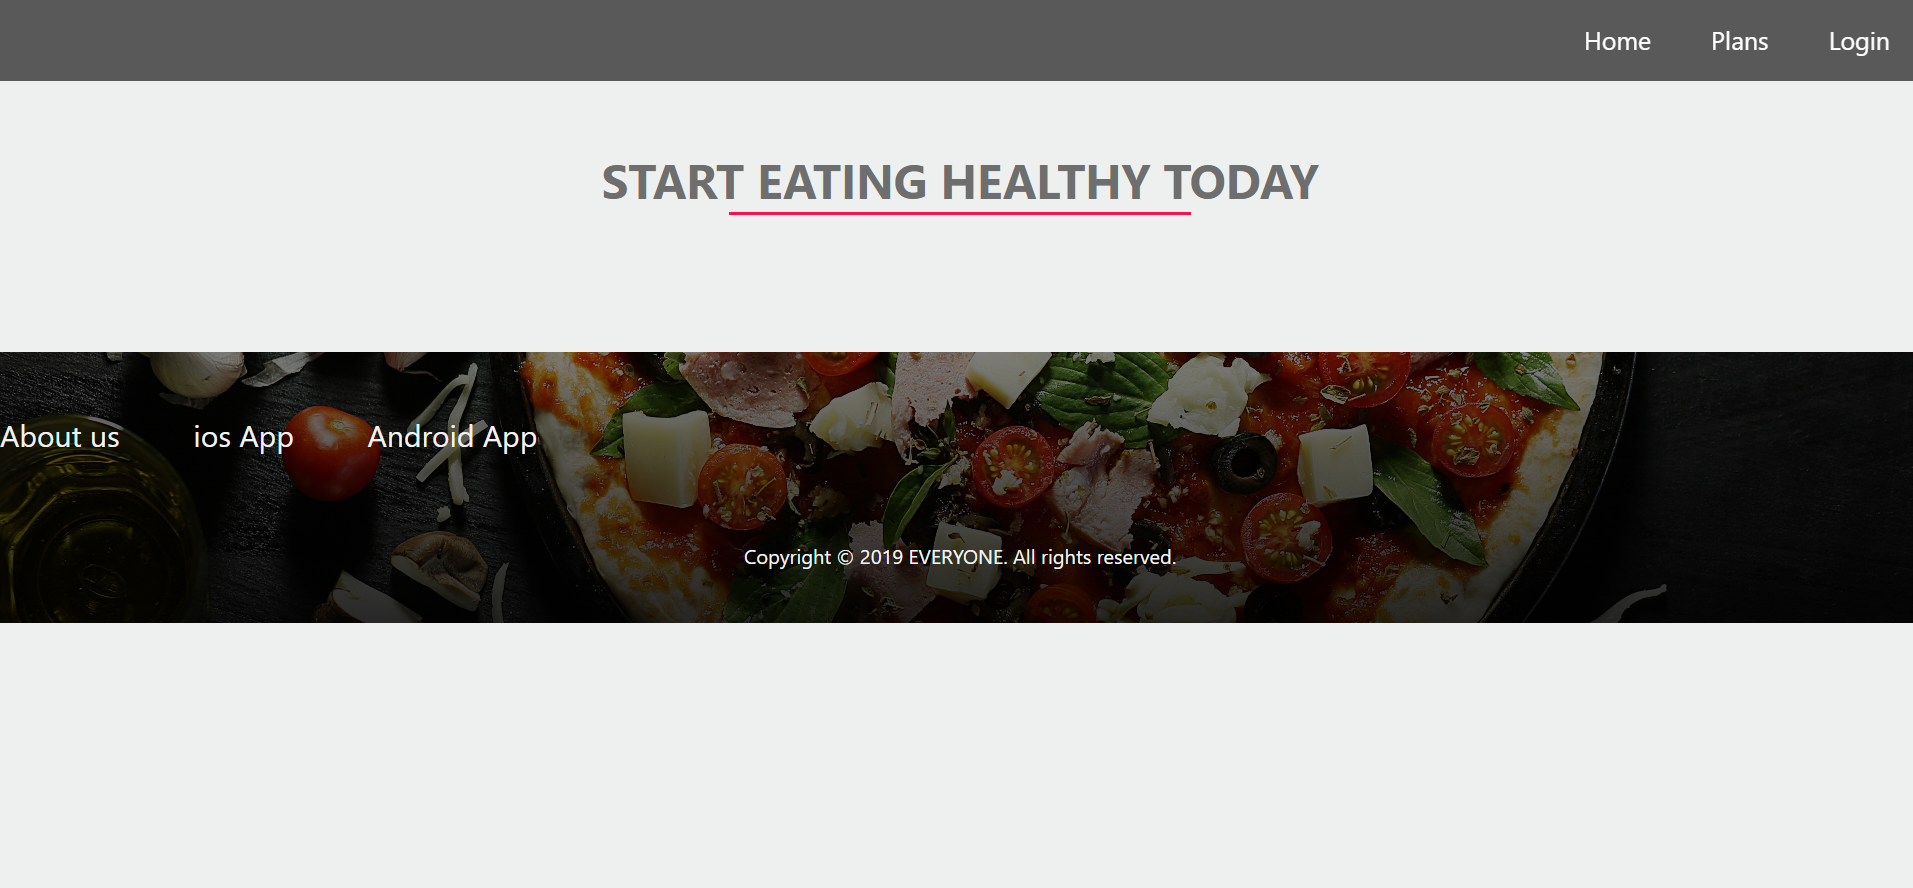 Home Plans Login
START EATING HEALTHY TODAY
About us ios App Android App
Copyright © 2019 EVERYONE. All rights reserved.